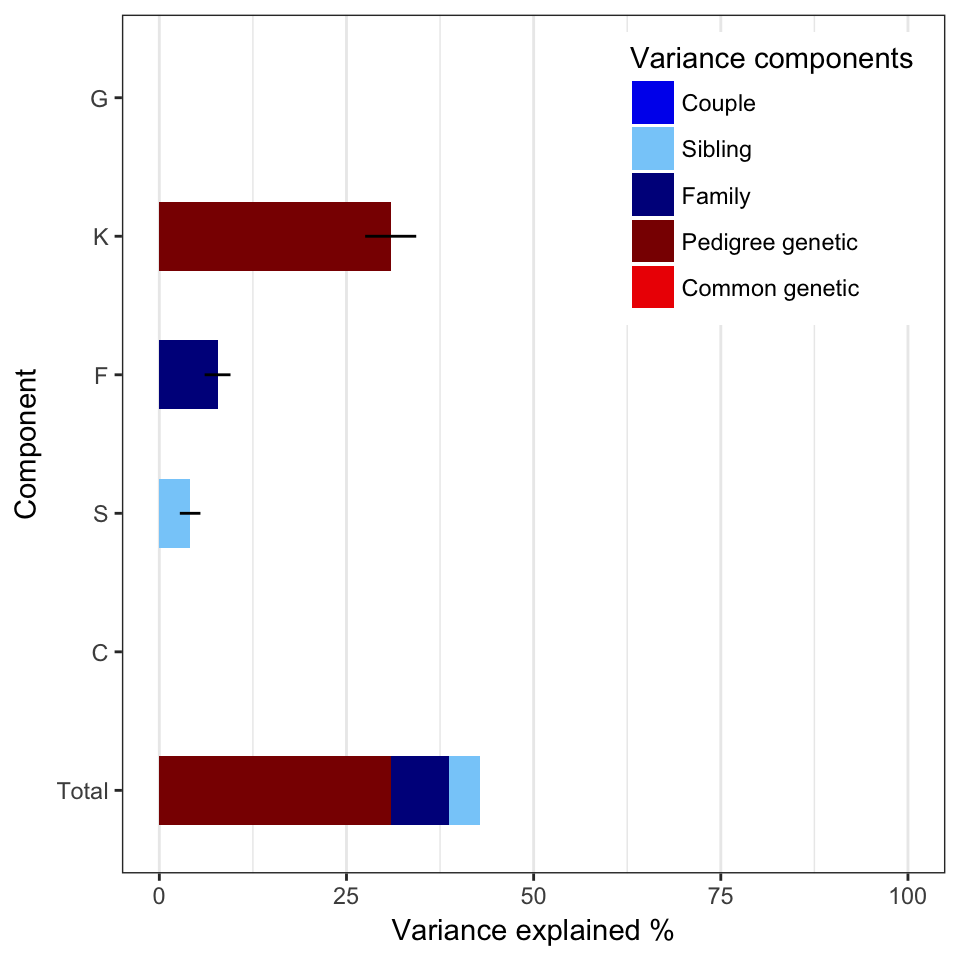 Variance components
Couple
Sibling
Family
Pedigree genetic
Common genetic
Component
G
K
F
S
C
Total
0 25 50 75 100
Variance explained %